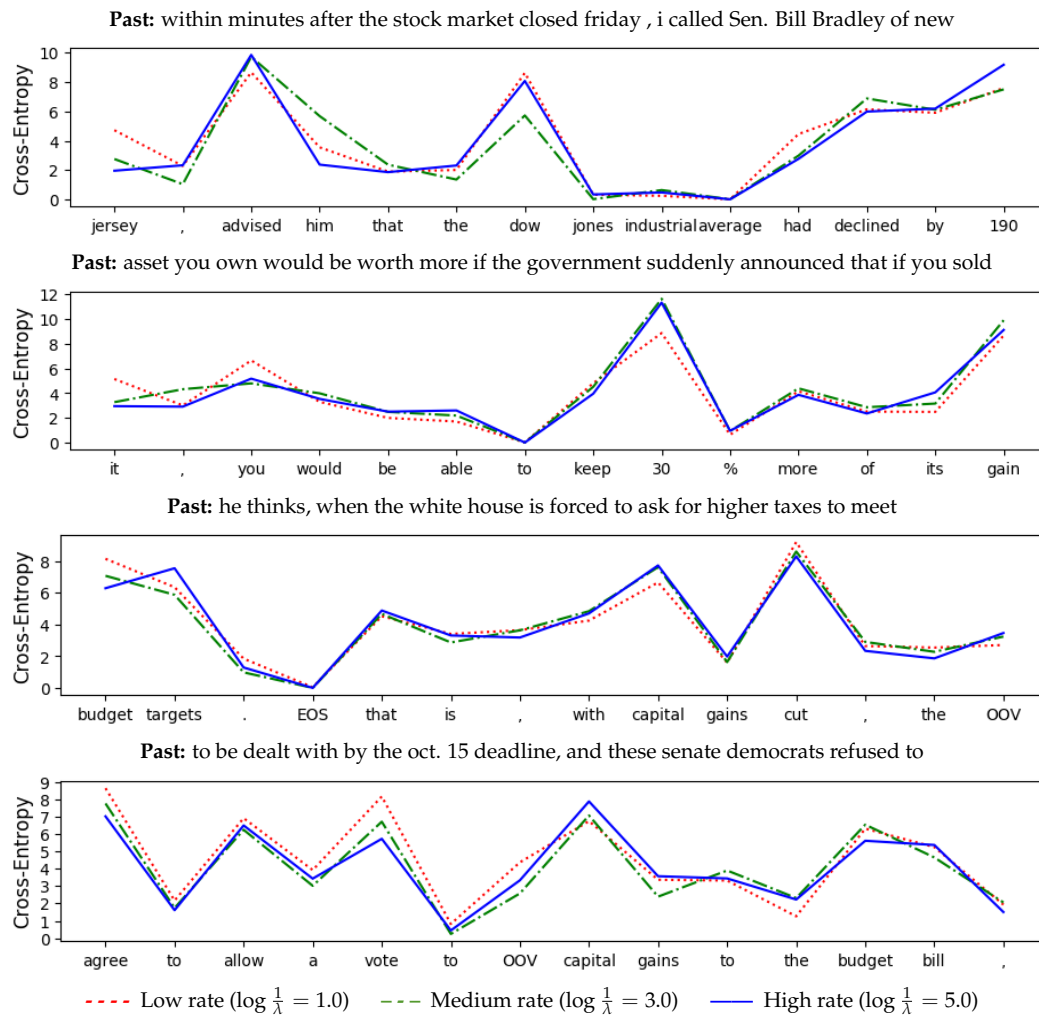 Past: within minutes after the stock market closed friday , i called Sen. Bill Bradley of new
10
8
6
4
2
0
Cross-Entropy
jersey , advised him that the dow jones industrial average had declined by 190
Past: asset you own would be worth more if the government suddenly announced that if you sold
12
10
8
6
4
2
0
Cross-Entropy
it , you would be able to keep 30 % more of its gain
Past: he thinks, when the white house is forced to ask for higher taxes to meet
8
6
4
2
0
Cross-Entropy
budget targets . EOS that is , with capital gains cut , the OOV
Past: to be dealt with by the oct. 15 deadline, and these senate democrats refused to
9
8
7
6
5
4
3
2
1
0
Cross-Entropy
agree to allow a vote to OOV capital gains to the budget bill ,
Low rate (log 1/λ = 1.0) Medium rate (log 1/λ = 3.0) High rate (log 1/λ = 5.0)